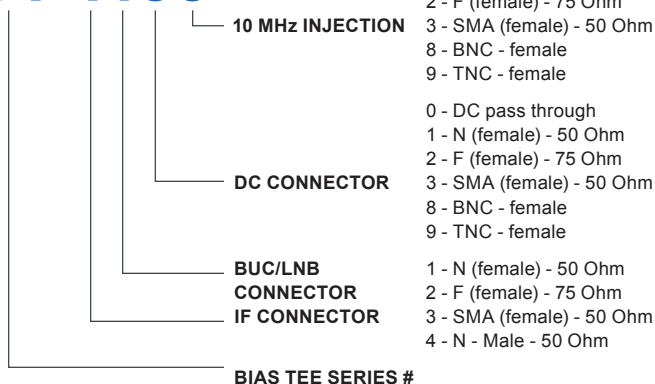 2 - F (female) - 75 Ohm
10 MHz INJECTION 3 - SMA (female) - 50 Ohm
8 - BNC - female
9 - TNC - female
0 - DC pass through
1 - N (female) - 50 Ohm
2 - F (female) - 75 Ohm
DC CONNECTOR 3 - SMA (female) - 50 Ohm
8 - BNC - female
9 - TNC - female
BUC/LNB 1 - N (female) - 50 Ohm
CONNECTOR 2 - F (female) - 75 Ohm
IF CONNECTOR 3 - SMA (female) - 50 Ohm
4 - N - Male - 50 Ohm
BIAS TEE SERIES #